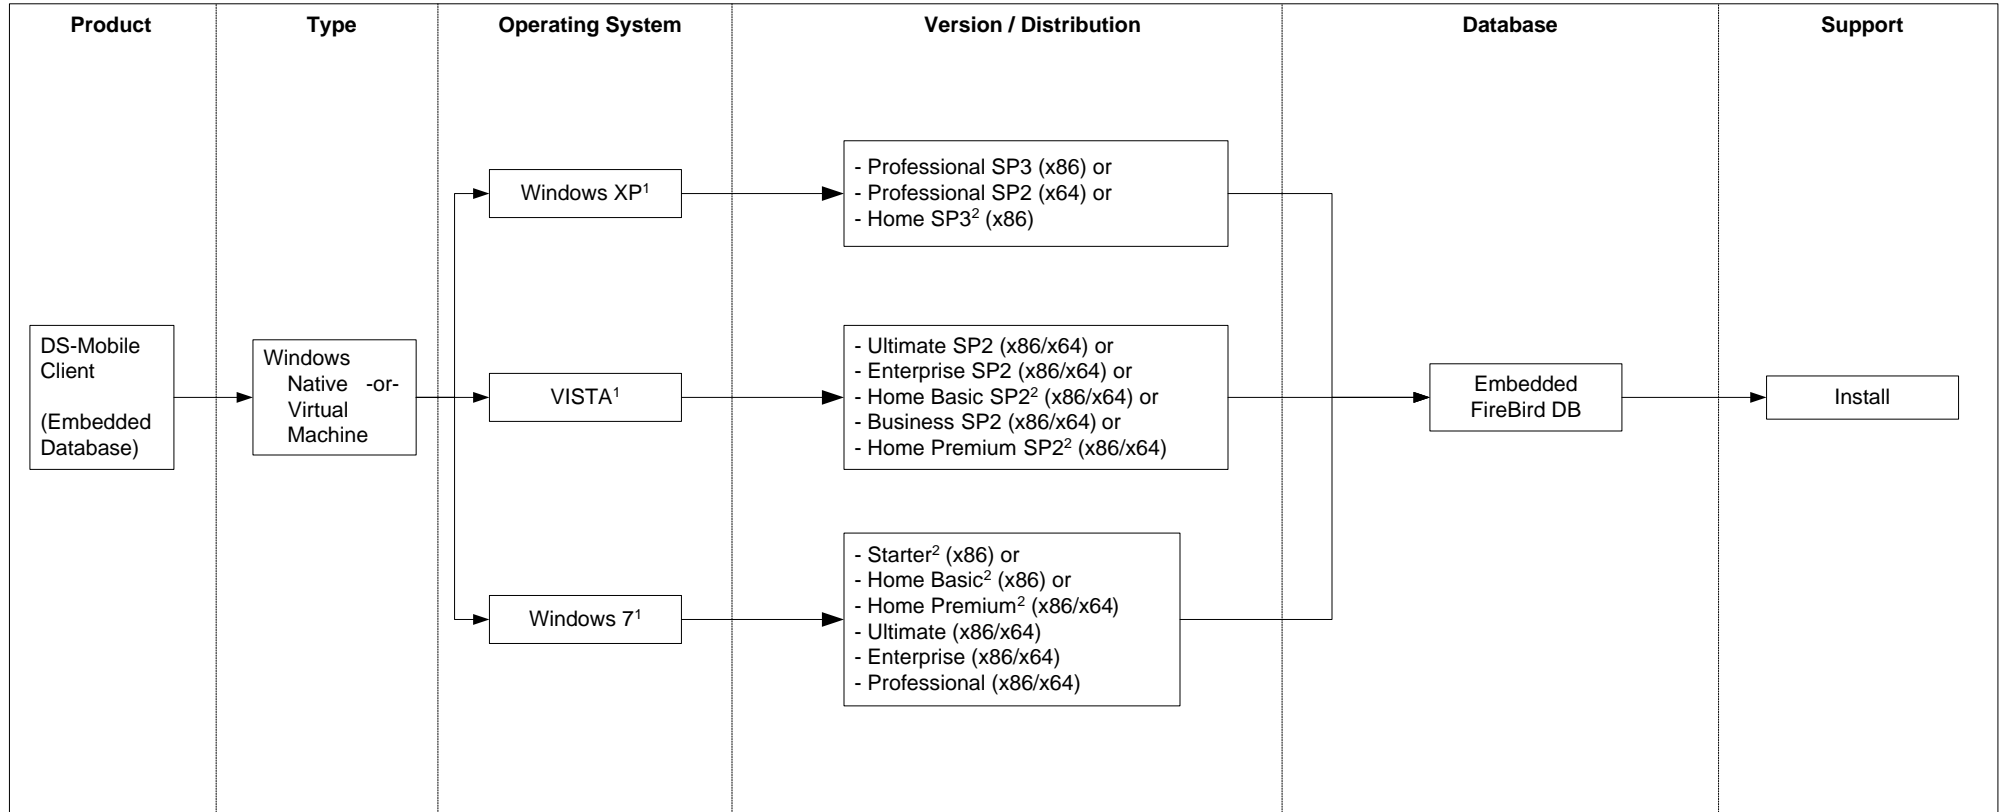 Product
Type
Operating System
Version / Distribution
Database
Support
DS-Mobile
Client
(Embedded
Database)
Windows
Native -or-
Virtual
Machine
Windows XP¹
- Professional SP3 (x86) or
- Professional SP2 (x64) or
- Home SP3² (x86)
VISTA¹
- Ultimate SP2 (x86/x64) or
- Enterprise SP2 (x86/x64) or
- Home Basic SP2² (x86/x64) or
- Business SP2 (x86/x64) or
- Home Premium SP2² (x86/x64)
Windows 7¹
- Starter² (x86) or
- Home Basic² (x86) or
- Home Premium² (x86/x64)
- Ultimate (x86/x64)
- Enterprise (x86/x64)
- Professional (x86/x64)
Embedded
FireBird DB
Install